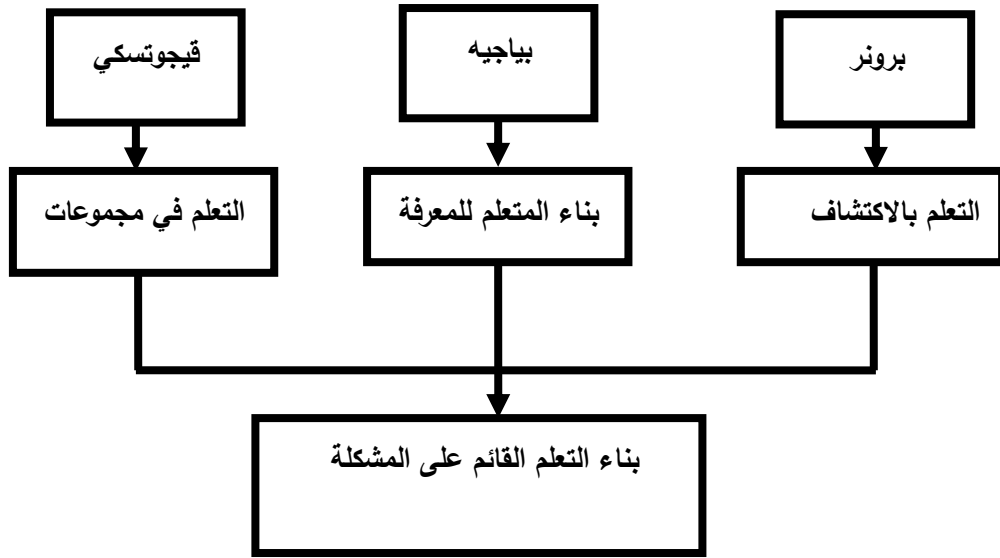 برونر
بياجيه
ڤيجوتسكي
التعلم بالاكتشاف
بناء المتعلم للمعرفة
التعلم في مجموعات
بناء التعلم القائم على المشكلة